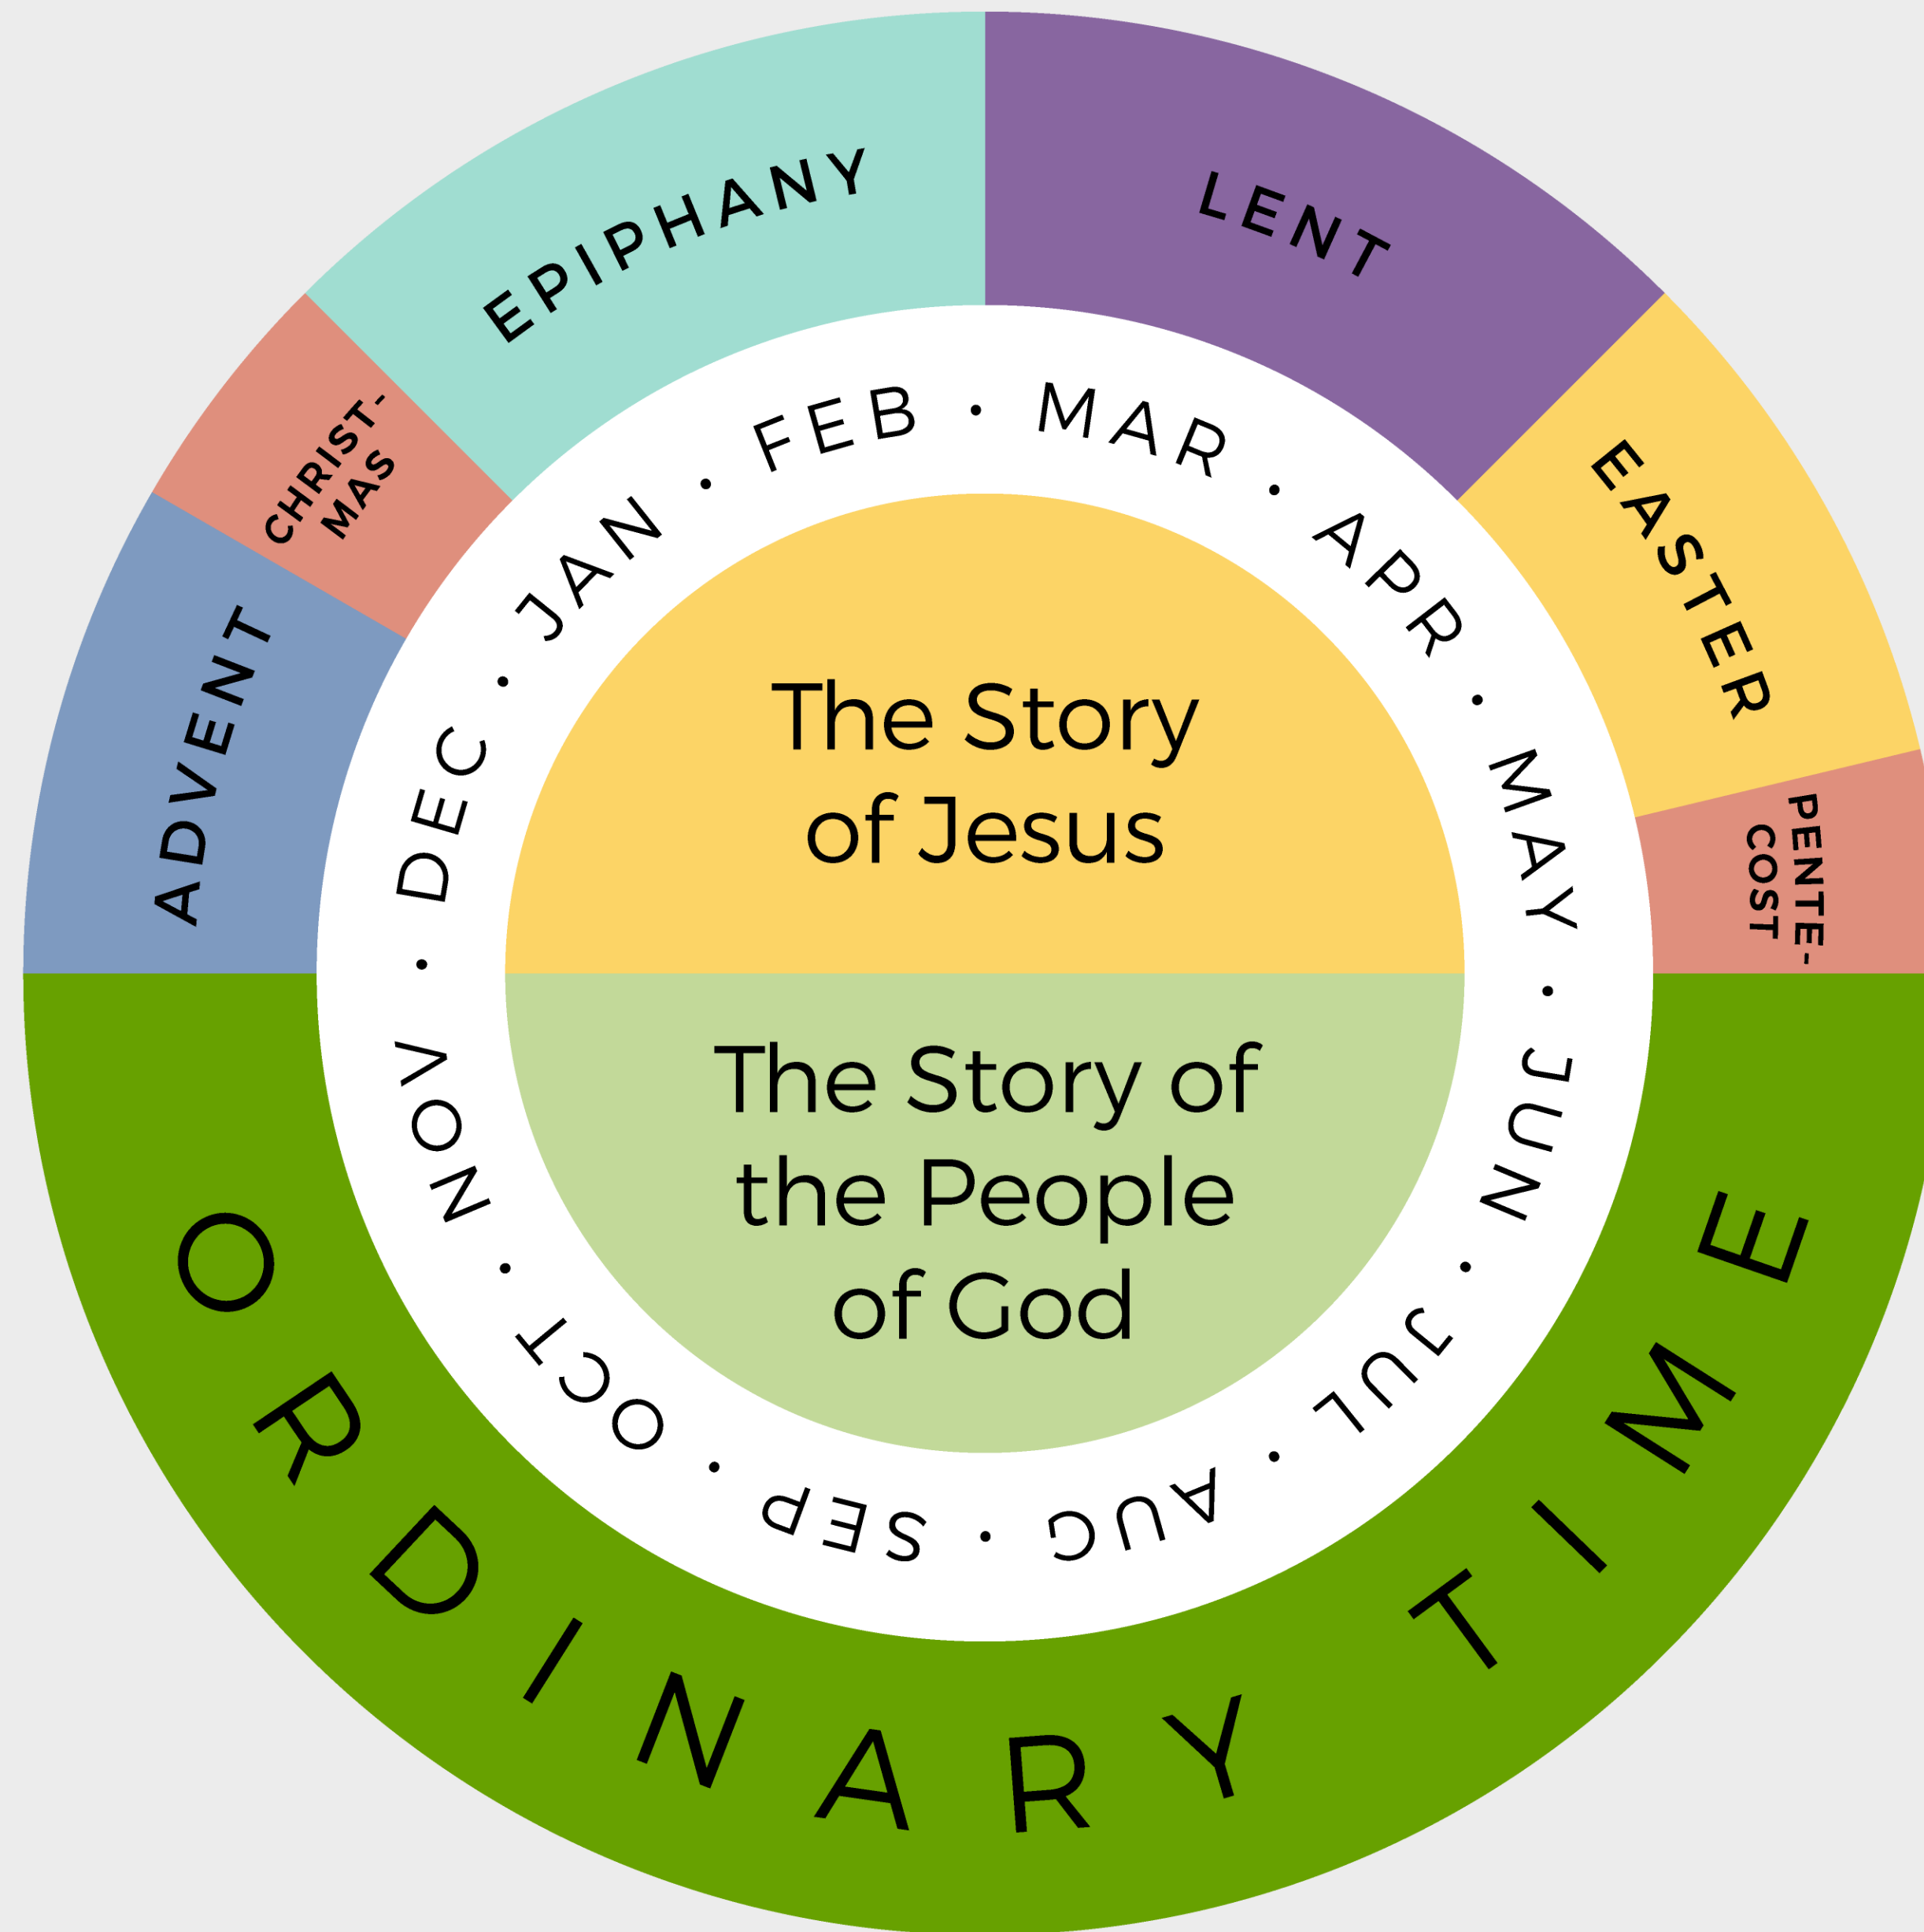 ADVENT
CHRIST-
MAS
EPIPHANY
LENT
EASTER
PENTE-
COST
ORDINARY TIME
JAN • FEB • MAR • APR • MAY • JUN • JUL • AUG • SEP • OCT • NOV • DEC •
The Story
of Jesus
The Story of
the People
of God